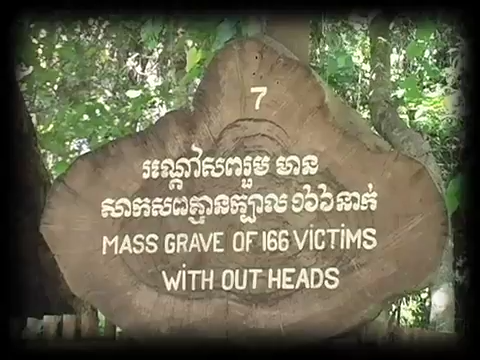 7
រណ្ដៅសពរួម មាន
សាកសពគ្មានក្បាល ១៦៦ នាក់
MASS GRAVE OF 166 VICTIMS
WITH OUT HEADS